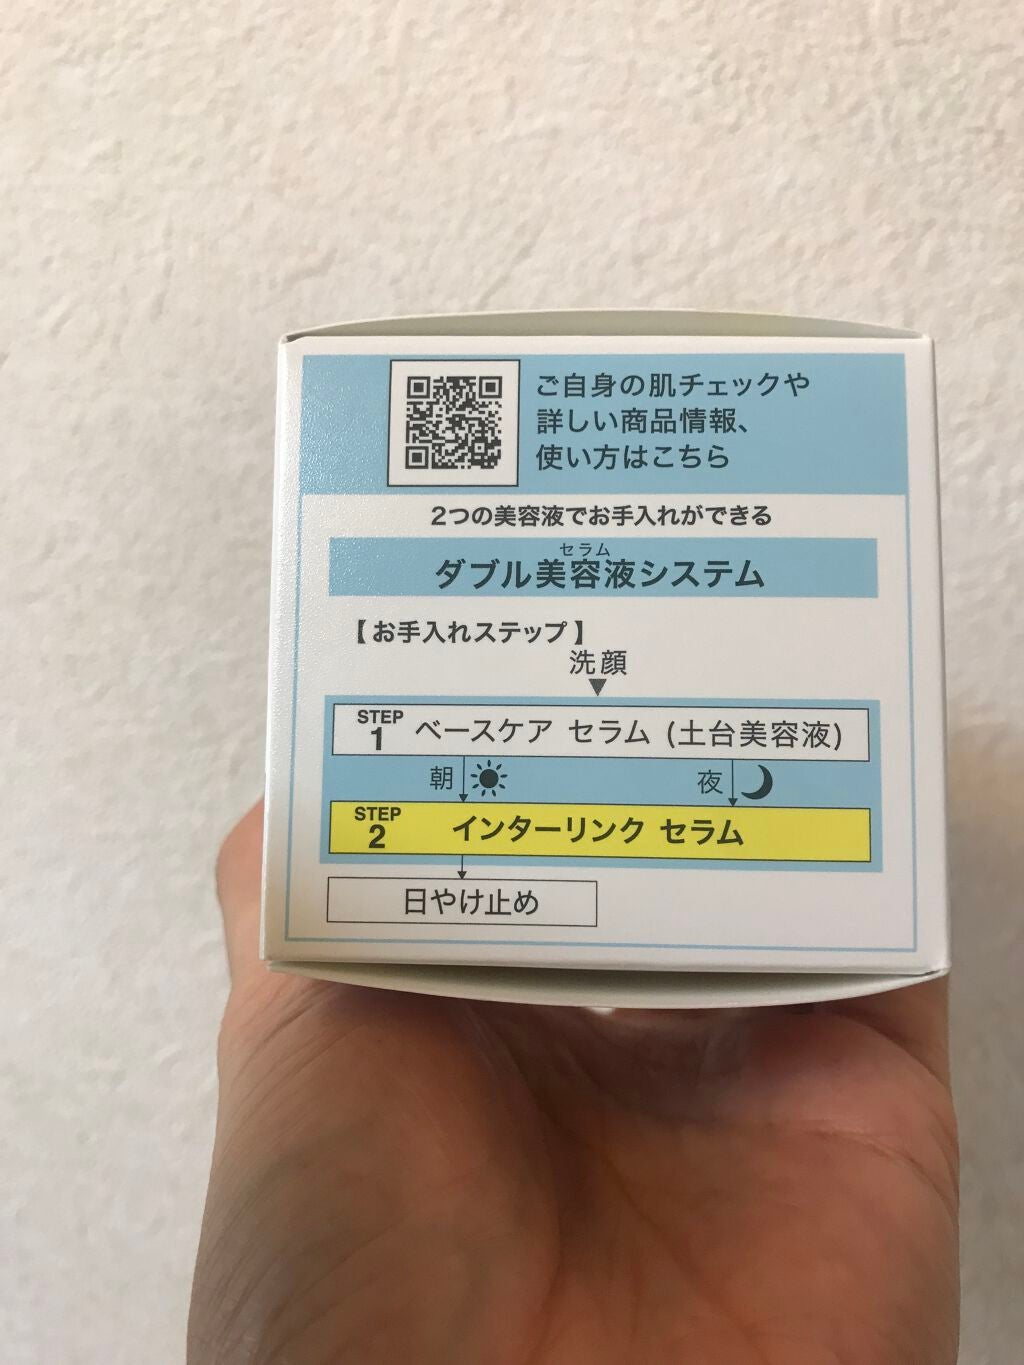 ご自身の肌チェックや
詳しい商品情報、
使い方はこちら
2つの美容液でお手入れができる
セラム
ダブル美容液システム
【お手入れステップ】
洗顔
▼
STEP 1 ベースケア セラム (土台美容液)
朝 夜
STEP 2 インターリンク セラム
日やけ止め